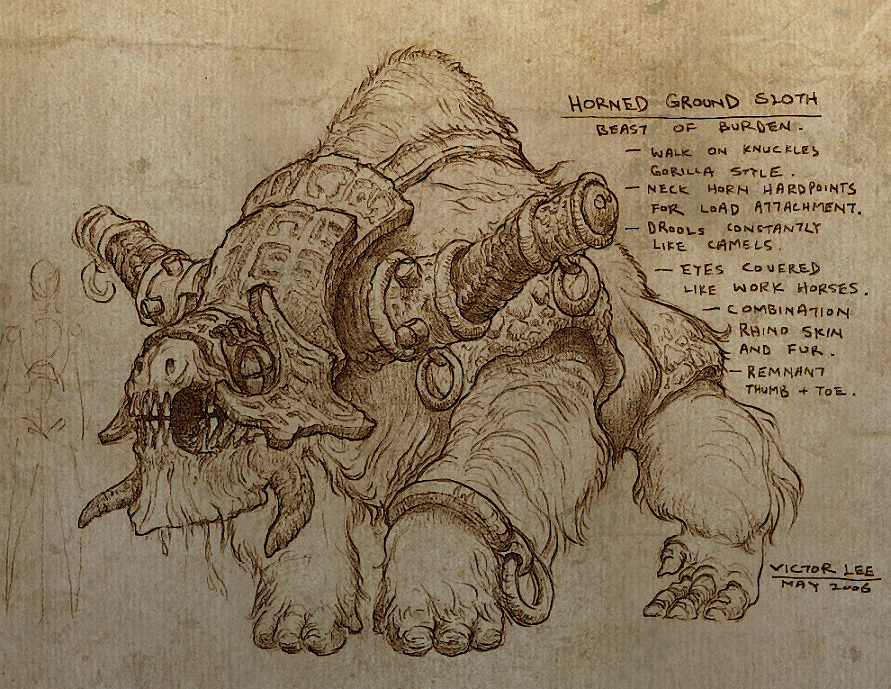 HORNED GROUND SLOTH
BEAST OF BURDEN.
- WALK ON KNUCKLES
GORILLA STYLE.
- NECK HORN HARDPOINTS
FOR LOAD ATTACHMENT.
- DROOLS CONSTANTLY
LIKE CAMELS.
- EYES COVERED
LIKE WORK HORSES.
- COMBINATION
RHINO SKIN
AND FUR.
- REMNANT
THUMB + TOE.
VICTOR LEE
MAY 2006